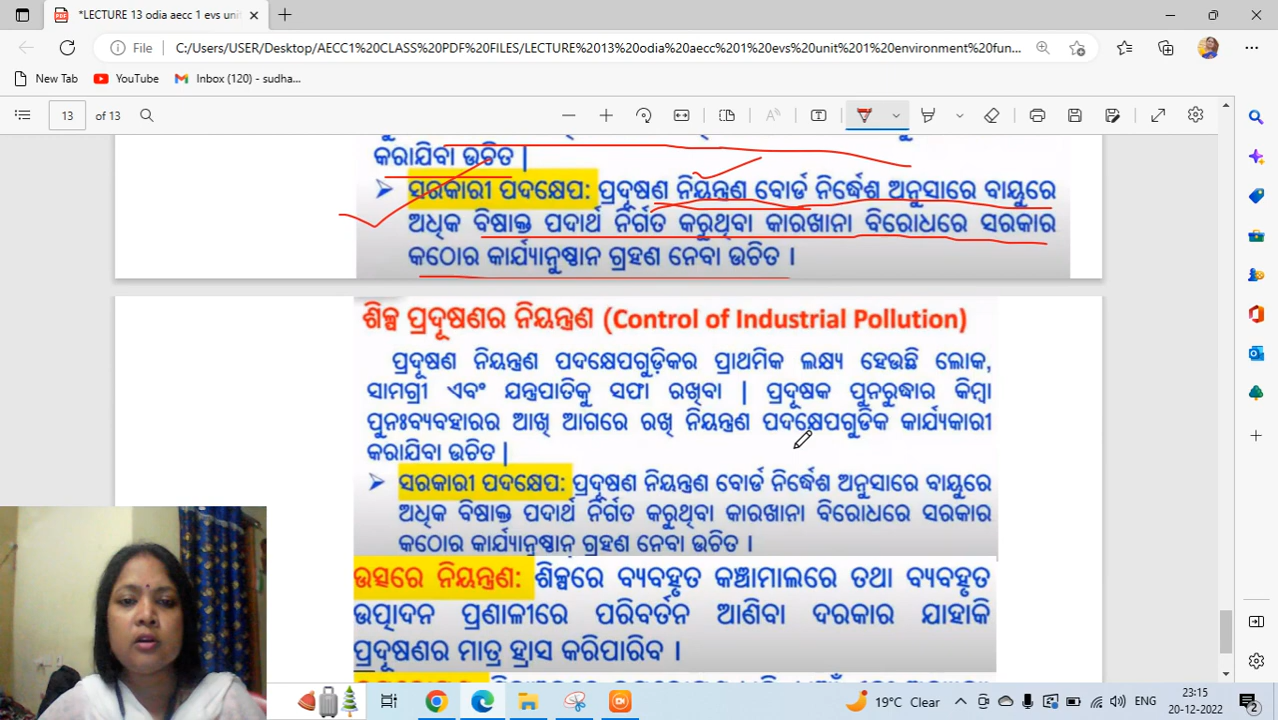 *LECTURE 13 odia aecc 1 evs uni
File C:/Users/USER/Desktop/AECC1%20CLASS%20PDF%20FILES/LECTURE%2013%20odia%20aecc%201%20evs%20unit%201%20environment%20fun...
New Tab YouTube Inbox (120) - sudha...
13 of 13
କରାଯିବା ଉଚିତ |
ସରକାରୀ ପଦକ୍ଷେପ: ପ୍ରଦୂଷଣ ନିୟନ୍ତ୍ରଣ ବୋର୍ଡ ନିର୍ଦ୍ଧେଶ ଅନୁସାରେ ବାୟୁରେ
ଅଧିକ ବିଷାକ୍ତ ପଦାର୍ଥ ନିର୍ଗତ କରୁଥିବା କାରଖାନା ବିରୋଧରେ ସରକାର
କଠୋର କାର୍ଯ୍ୟାନୁଷ୍ଠାନ ଗ୍ରହଣ ନେବା ଉଚିତ ।
ଶିଳ୍ପ ପ୍ରଦୂଷଣର ନିୟନ୍ତ୍ରଣ (Control of Industrial Pollution)
ପ୍ରଦୂଷଣ ନିୟନ୍ତ୍ରଣ ପଦକ୍ଷେପଗୁଡ଼ିକର ପ୍ରାଥମିକ ଲକ୍ଷ୍ୟ ହେଉଛି ଲୋକ,
ସାମଗ୍ରୀ ଏବଂ ଯନ୍ତ୍ରପାତିକୁ ସଫା ରଖିବା | ପ୍ରଦୂଷକ ପୁନରୁଦ୍ଧାର କିମ୍ବା
ପୁନଃବ୍ୟବହାରର ଆଖି ଆଗରେ ରଖି ନିୟନ୍ତ୍ରଣ ପଦକ୍ଷେପଗୁଡିକ କାର୍ଯ୍ୟକାରୀ
କରାଯିବା ଉଚିତ |
ସରକାରୀ ପଦକ୍ଷେପ: ପ୍ରଦୂଷଣ ନିୟନ୍ତ୍ରଣ ବୋର୍ଡ ନିର୍ଦ୍ଧେଶ ଅନୁସାରେ ବାୟୁରେ
ଅଧିକ ବିଷାକ୍ତ ପଦାର୍ଥ ନିର୍ଗତ କରୁଥିବା କାରଖାନା ବିରୋଧରେ ସରକାର
କଠୋର କାର୍ଯ୍ୟାନୁଷ୍ଠାନ ଗ୍ରହଣ ନେବା ଉଚିତ ।
ଉତ୍ସରେ ନିୟନ୍ତ୍ରଣ: ଶିଳ୍ପରେ ବ୍ୟବହୃତ କଞ୍ଚାମାଲରେ ତଥା ବ୍ୟବହୃତ
ଉତ୍ପାଦନ ପ୍ରଣାଳୀରେ ପରିବର୍ତନ ଆଣିବା ଦରକାର ଯାହାକି
ପ୍ରଦୂଷଣର ମାତ୍ର ହ୍ରାସ କରିପାରିବ ।
19°C Clear ENG 23:15
20-12-2022